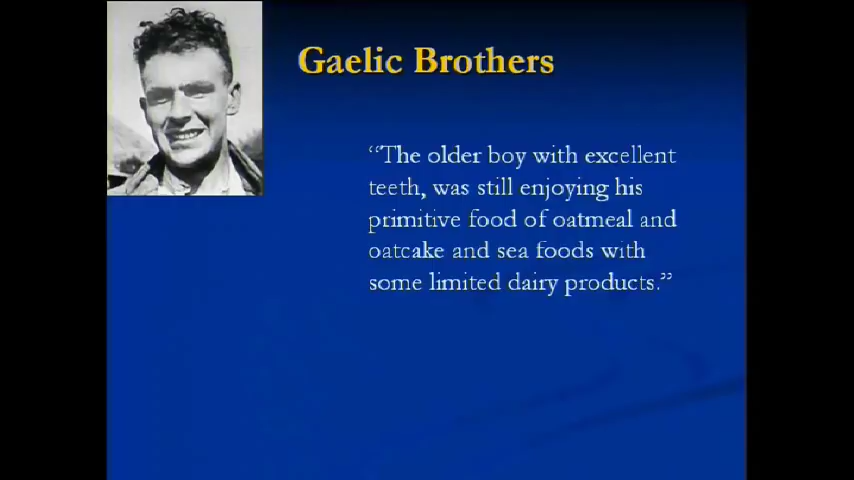 Gaelic Brothers
“The older boy with excellent
teeth, was still enjoying his
primitive food of oatmeal and
oatcake and sea foods with
some limited dairy products.”